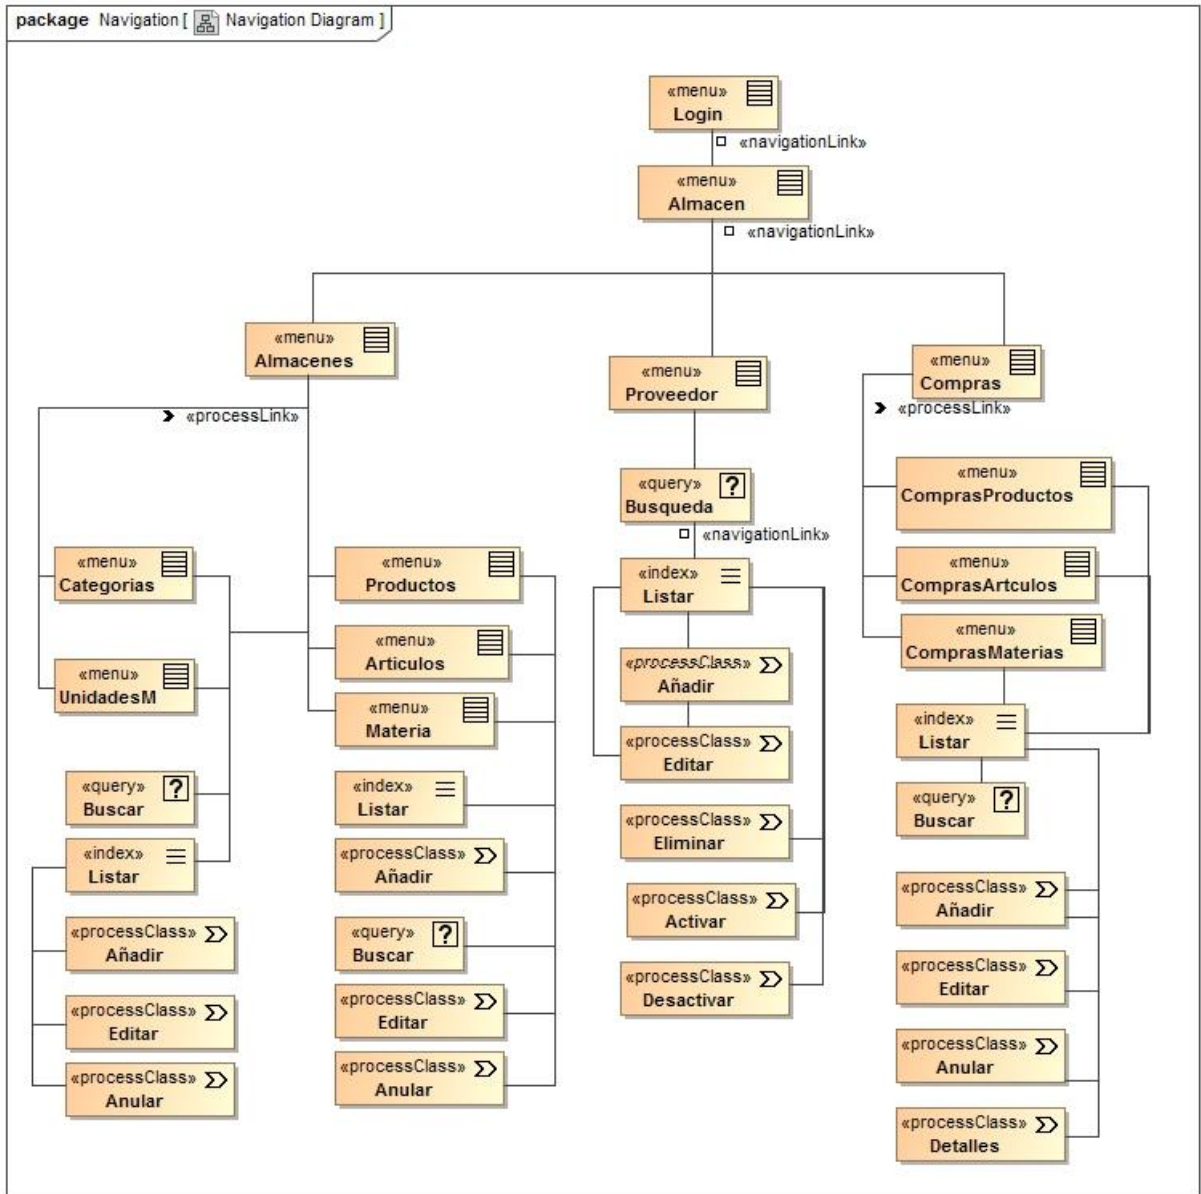 package Navigation [ Navigation Diagram ]
«menu»
Login
«navigationLink»
«menu»
Almacen
«navigationLink»
«menu»
Almacenes
«processLink»
«menu»
Categorias
«menu»
UnidadesM
«query»
Buscar
«index»
Listar
«processClass»
Añadir
«processClass»
Editar
«processClass»
Anular
«menu»
Productos
«menu»
Articulos
«menu»
Materia
«index»
Listar
«processClass»
Añadir
«query»
Buscar
«processClass»
Editar
«processClass»
Anular
«menu»
Proveedor
«query»
Busqueda
«navigationLink»
«index»
Listar
«processClass»
Añadir
«processClass»
Editar
«processClass»
Eliminar
«processClass»
Activar
«processClass»
Desactivar
«menu»
Compras
«processLink»
«menu»
ComprasProductos
«menu»
ComprasArtculos
«menu»
ComprasMaterias
«index»
Listar
«query»
Buscar
«processClass»
Añadir
«processClass»
Editar
«processClass»
Anular
«processClass»
Detalles